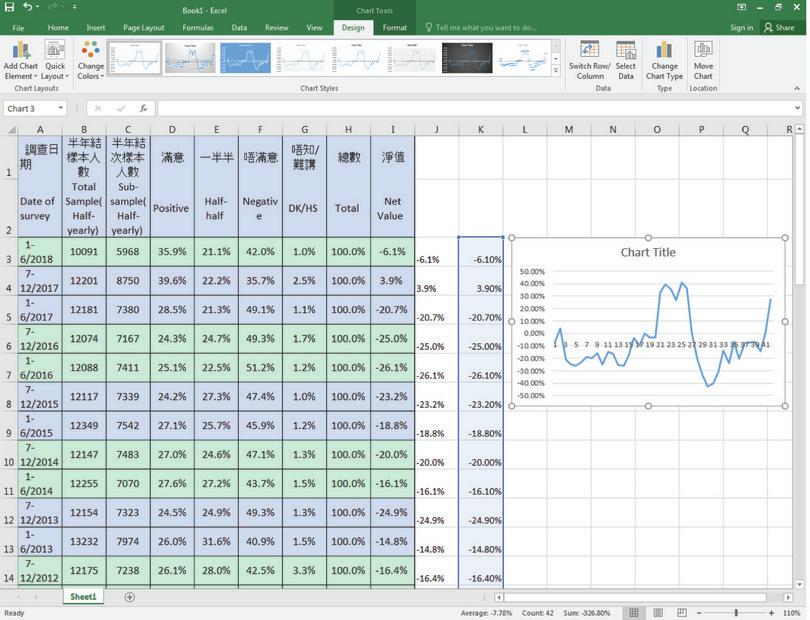 Book1 - Excel
Chart Tools
File Home Insert Page Layout Formulas Data Review View Design Format Tell me what you want to do... Sign in Share
Add Chart Element Quick Layout Change Colors Switch Row/ Column Select Data Change Chart Type Move Chart
Chart Layouts Chart Styles Data Type Location
Chart 3 fx
A B C D E F G H I J K L M N O P Q R
1 調查日期 半年結樣本人數 半年結次樣本人數 滿意 一半半 唔滿意 唔知/難講 總數 淨值
2 Date of survey Total Sample(Half-yearly) Sub-sample(Half-yearly) Positive Half-half Negative DK/HS Total Net Value
3 1-6/2018 10091 5968 35.9% 21.1% 42.0% 1.0% 100.0% -6.1% -6.1% -6.10%
4 7-12/2017 12201 8750 39.6% 22.2% 35.7% 2.5% 100.0% 3.9% 3.9% 3.90%
5 1-6/2017 12181 7380 28.5% 21.3% 49.1% 1.1% 100.0% -20.7% -20.7% -20.70%
6 7-12/2016 12074 7167 24.3% 24.7% 49.3% 1.7% 100.0% -25.0% -25.0% -25.00%
7 1-6/2016 12088 7411 25.1% 22.5% 51.2% 1.2% 100.0% -26.1% -26.1% -26.10%
8 7-12/2015 12117 7339 24.2% 27.3% 47.4% 1.0% 100.0% -23.2% -23.2% -23.20%
9 1-6/2015 12349 7542 27.1% 25.7% 45.9% 1.2% 100.0% -18.8% -18.8% -18.80%
10 7-12/2014 12147 7483 27.0% 24.6% 47.1% 1.3% 100.0% -20.0% -20.0% -20.00%
11 1-6/2014 12255 7070 27.6% 27.2% 43.7% 1.5% 100.0% -16.1% -16.1% -16.10%
12 7-12/2013 12154 7323 24.5% 24.9% 49.3% 1.3% 100.0% -24.9% -24.9% -24.90%
13 1-6/2013 13232 7974 26.0% 31.6% 40.9% 1.5% 100.0% -14.8% -14.8% -14.80%
14 7-12/2012 12175 7238 26.1% 28.0% 42.5% 3.3% 100.0% -16.4% -16.4% -16.40%
Chart Title
50.00%
40.00%
30.00%
20.00%
10.00%
0.00%
-10.00% 1 3 5 7 9 11 13 15 17 19 21 23 25 27 29 31 33 35 37 39 41
-20.00%
-30.00%
-40.00%
-50.00%
Sheet1
Ready Average: -7.78% Count: 42 Sum: -326.80% 110%